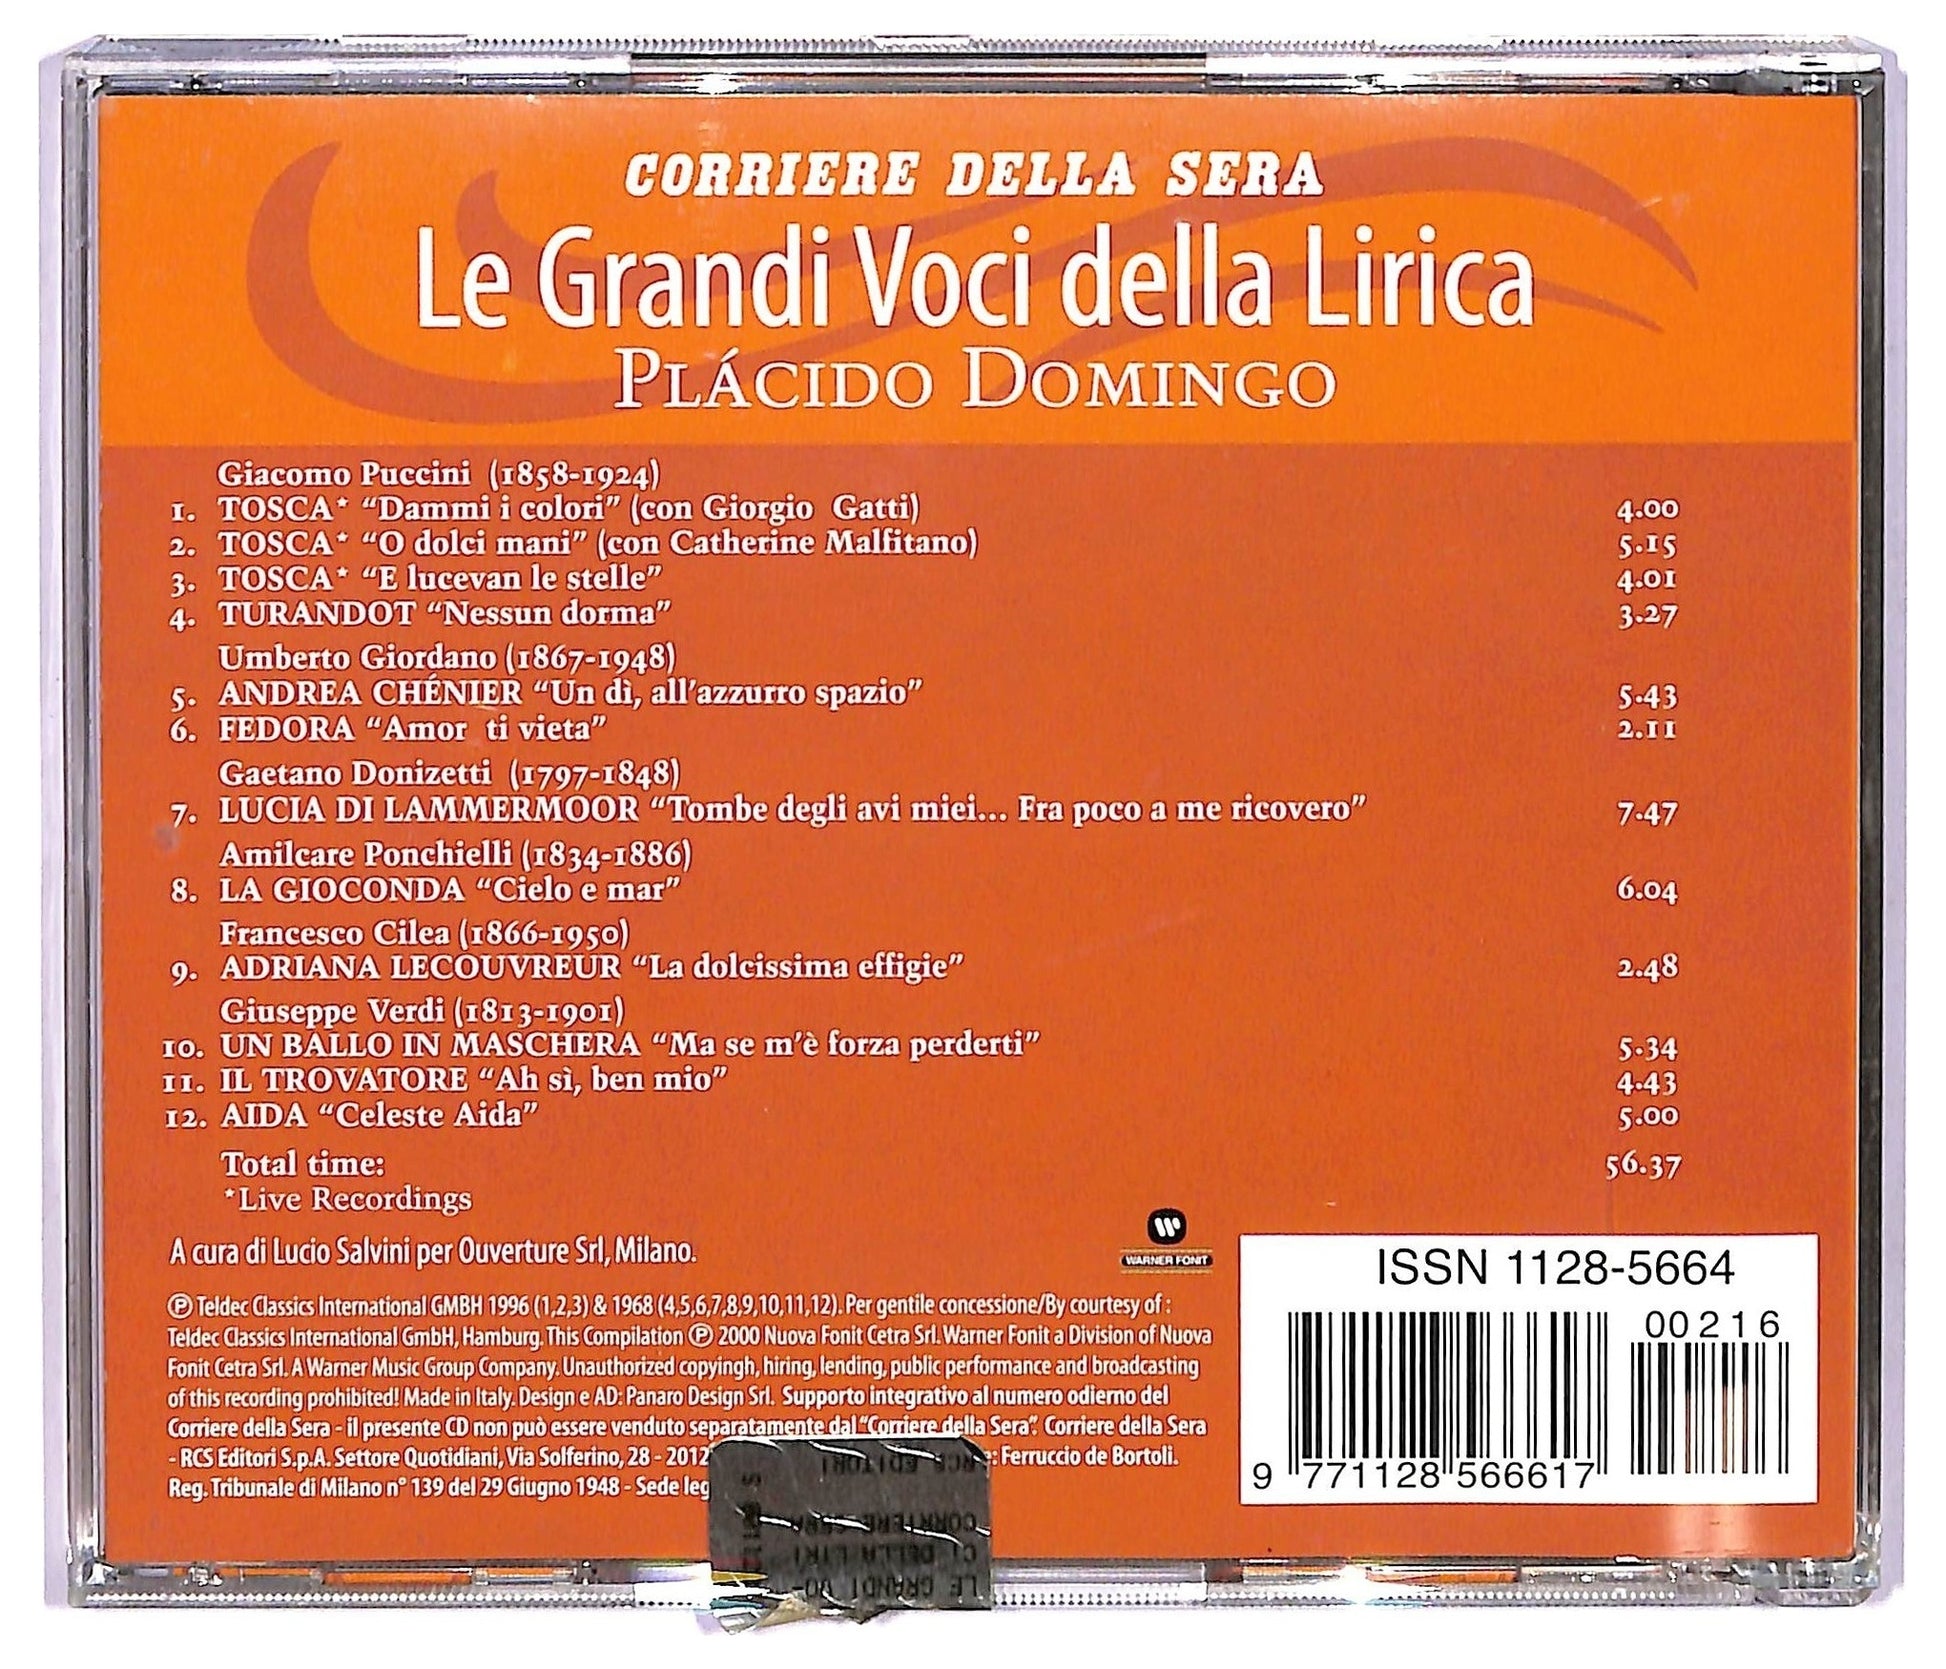 CORRIERE DELLA SERA
Le Grandi Voci della Lirica
PLÁCIDO DOMINGO
Giacomo Puccini (1858-1924)
1. TOSCA* “Dammi i colori” (con Giorgio Gatti) 4.00
2. TOSCA* “O dolci mani” (con Catherine Malfitano) 5.15
3. TOSCA* “E lucevan le stelle” 4.01
4. TURANDOT “Nessun dorma” 3.27
Umberto Giordano (1867-1948)
5. ANDREA CHÉNIER “Un dì, all’azzurro spazio” 5.43
6. FEDORA “Amor ti vieta” 2.11
Gaetano Donizetti (1797-1848)
7. LUCIA DI LAMMERMOOR “Tombe degli avi miei... Fra poco a me ricovero” 7.47
Amilcare Ponchielli (1834-1886)
8. LA GIOCONDA “Cielo e mar” 6.04
Francesco Cilea (1866-1950)
9. ADRIANA LECOUVREUR “La dolcissima effigie” 2.48
Giuseppe Verdi (1813-1901)
10. UN BALLO IN MASCHERA “Ma se m’è forza perderti” 5.34
11. IL TROVATORE “Ah sì, ben mio” 4.43
12. AIDA “Celeste Aida” 5.00
Total time: 56.37
*Live Recordings
A cura di Lucio Salvini per Ouverture Srl, Milano.
WARNER FONIT
℗ Teldec Classics International GMBH 1996 (1,2,3) & 1968 (4,5,6,7,8,9,10,11,12). Per gentile concessione/By courtesy of :
Teldec Classics International GmbH, Hamburg. This Compilation ℗ 2000 Nuova Fonit Cetra Srl. Warner Fonit a Division of Nuova
Fonit Cetra Srl. A Warner Music Group Company. Unauthorized copyingh, hiring, lending, public performance and broadcasting
of this recording prohibited! Made in Italy. Design e AD: Panaro Design Srl. Supporto integrativo al numero odierno del
Corriere della Sera - il presente CD non può essere venduto separatamente dal “Corriere della Sera”. Corriere della Sera
- RCS Editori S.p.A. Settore Quotidiani, Via Solferino, 28 - 2012 : Ferruccio de Bortoli.
Reg. Tribunale di Milano n° 139 del 29 Giugno 1948 - Sede leg
ISSN 1128-5664
00216
9 771128 566617
RCS EDITORI
CORRIERE SERA
CI DELLA LIRI
LE GRANDI VO-